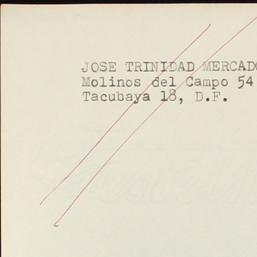 JOSE TRINIDAD MERCADO
Molinos del Campo 54
Tacubaya 18, D.F.